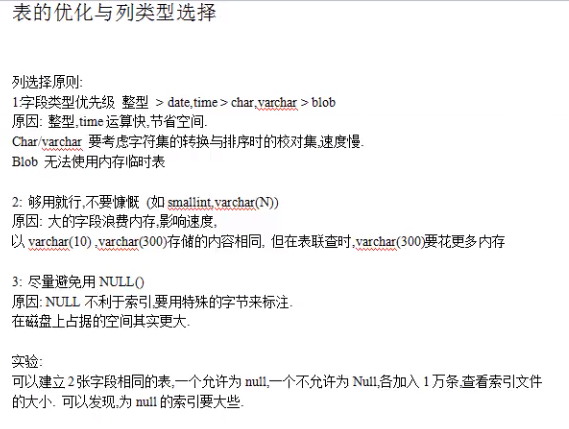 表的优化与列类型选择
列选择原则:
1:字段类型优先级 整型 > date,time > char,varchar > blob
原因: 整型,time 运算快,节省空间.
Char/varchar 要考虑字符集的转换与排序时的校对集,速度慢.
Blob 无法使用内存临时表
2: 够用就行,不要慷慨 (如 smallint,varchar(N))
原因: 大的字段浪费内存,影响速度,
以 varchar(10) ,varchar(300)存储的内容相同, 但在表联查时,varchar(300)要花更多内存
3: 尽量避免用 NULL()
原因: NULL 不利于索引,要用特殊的字节来标注.
在磁盘上占据的空间其实更大.
实验:
可以建立 2 张字段相同的表,一个允许为 null,一个不允许为 Null,各加入 1 万条,查看索引文件
的大小. 可以发现,为 null 的索引要大些.